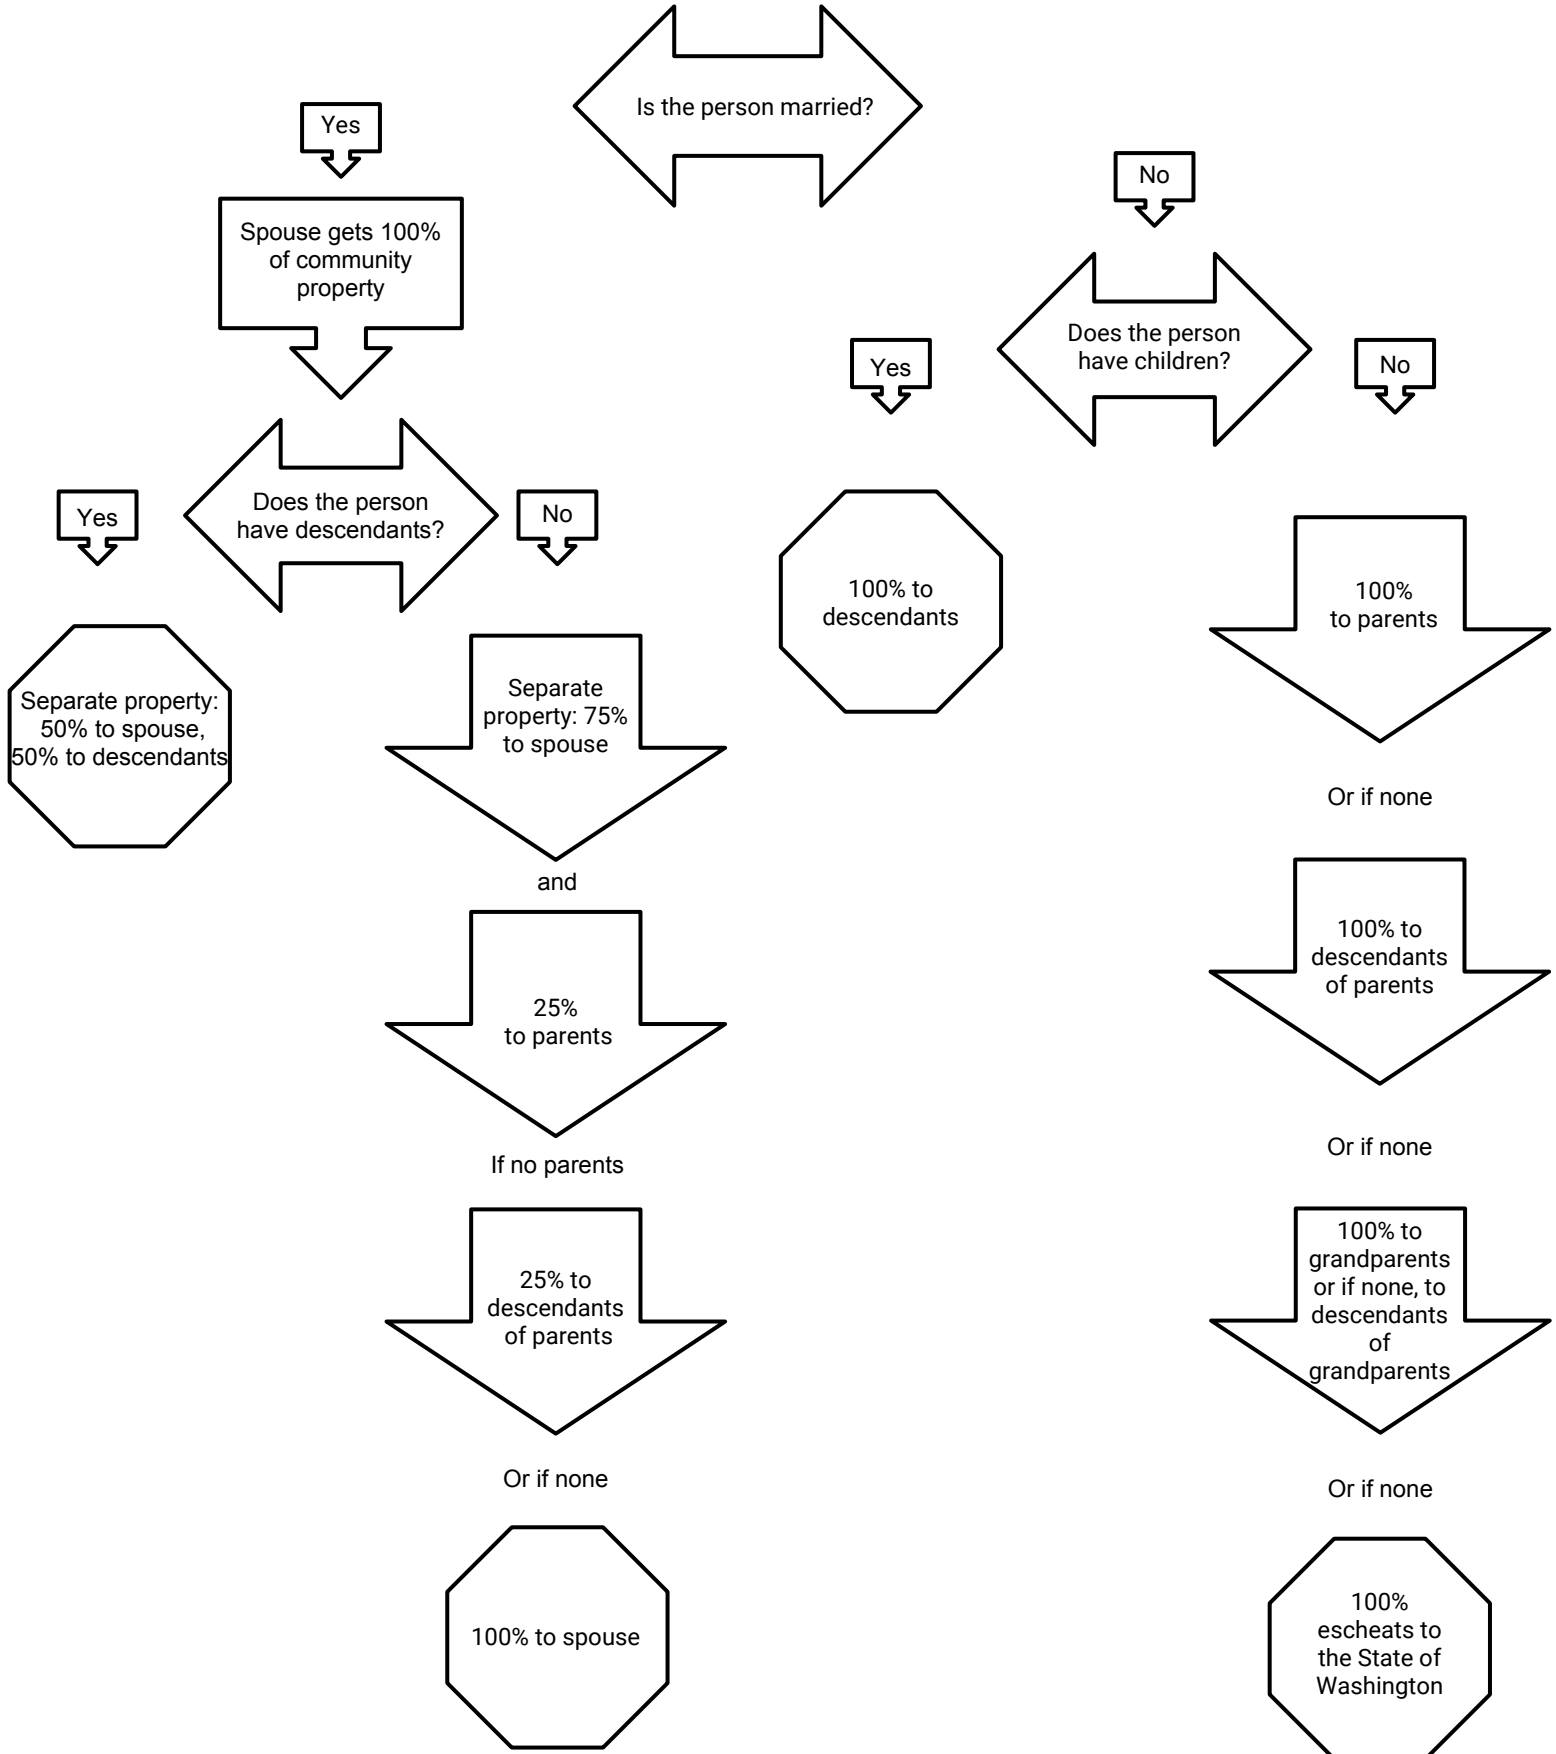 Is the person married?
Yes
Spouse gets 100%
of community
property
Does the person
have descendants?
Yes
Separate property:
50% to spouse,
50% to descendants
No
Separate
property: 75%
to spouse
and
25%
to parents
If no parents
25% to
descendants
of parents
Or if none
100% to spouse
No
Does the person
have children?
Yes
100% to
descendants
No
100%
to parents
Or if none
100% to
descendants
of parents
Or if none
100% to
grandparents
or if none, to
descendants
of
grandparents
Or if none
100%
escheats to
the State of
Washington